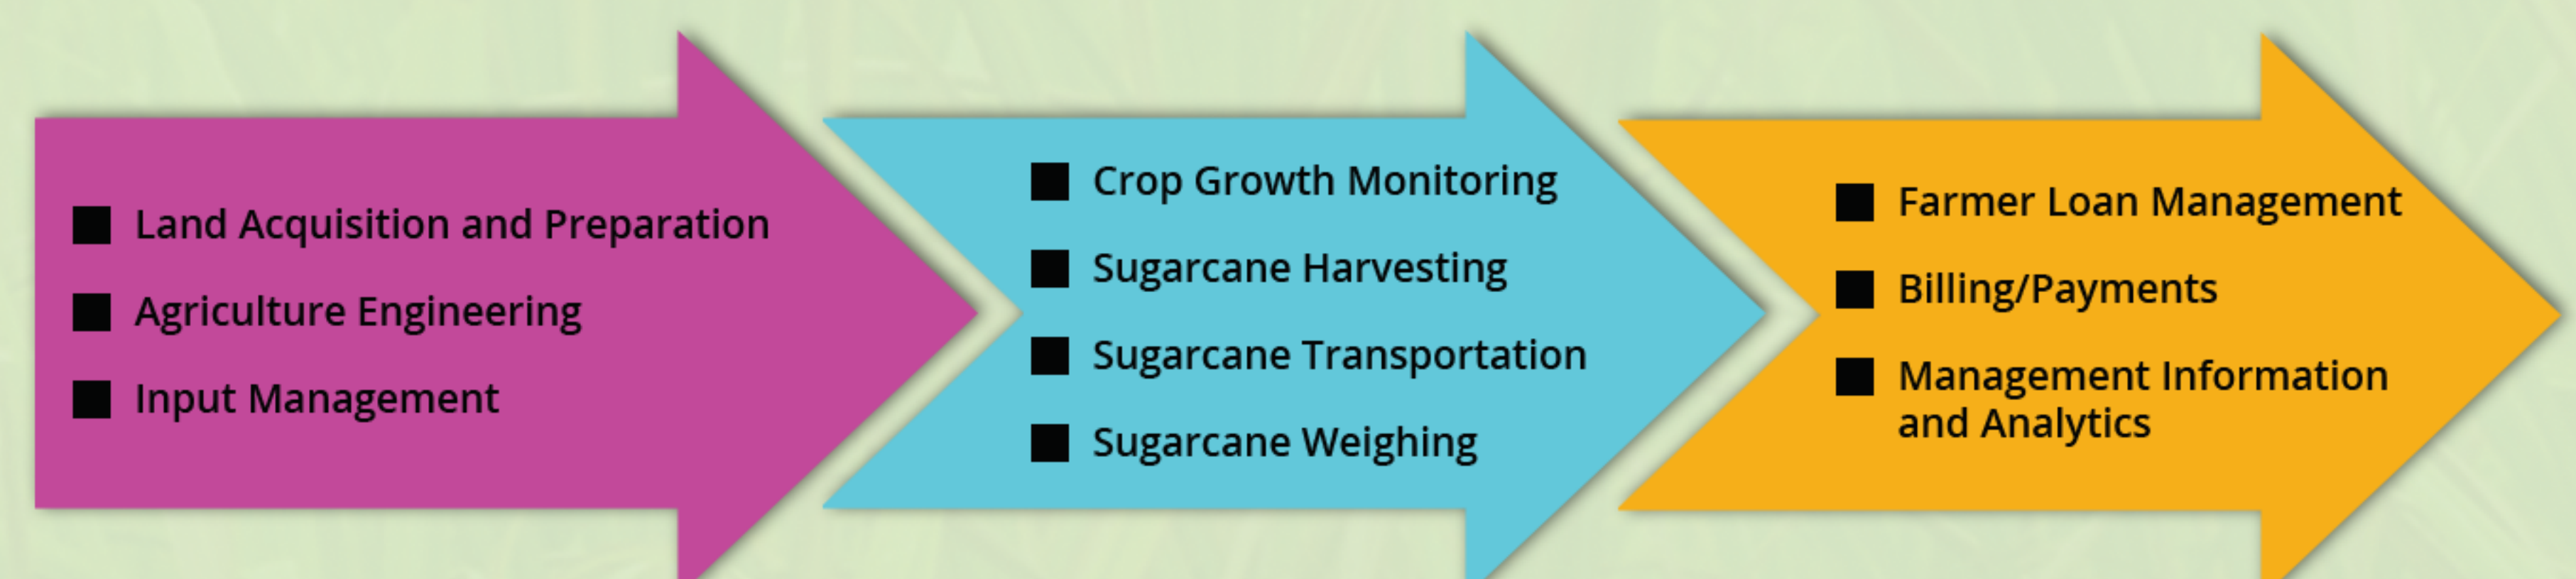 Land Acquisition and Preparation
Agriculture Engineering
Input Management
Crop Growth Monitoring
Sugarcane Harvesting
Sugarcane Transportation
Sugarcane Weighing
Farmer Loan Management
Billing/Payments
Management Information
and Analytics